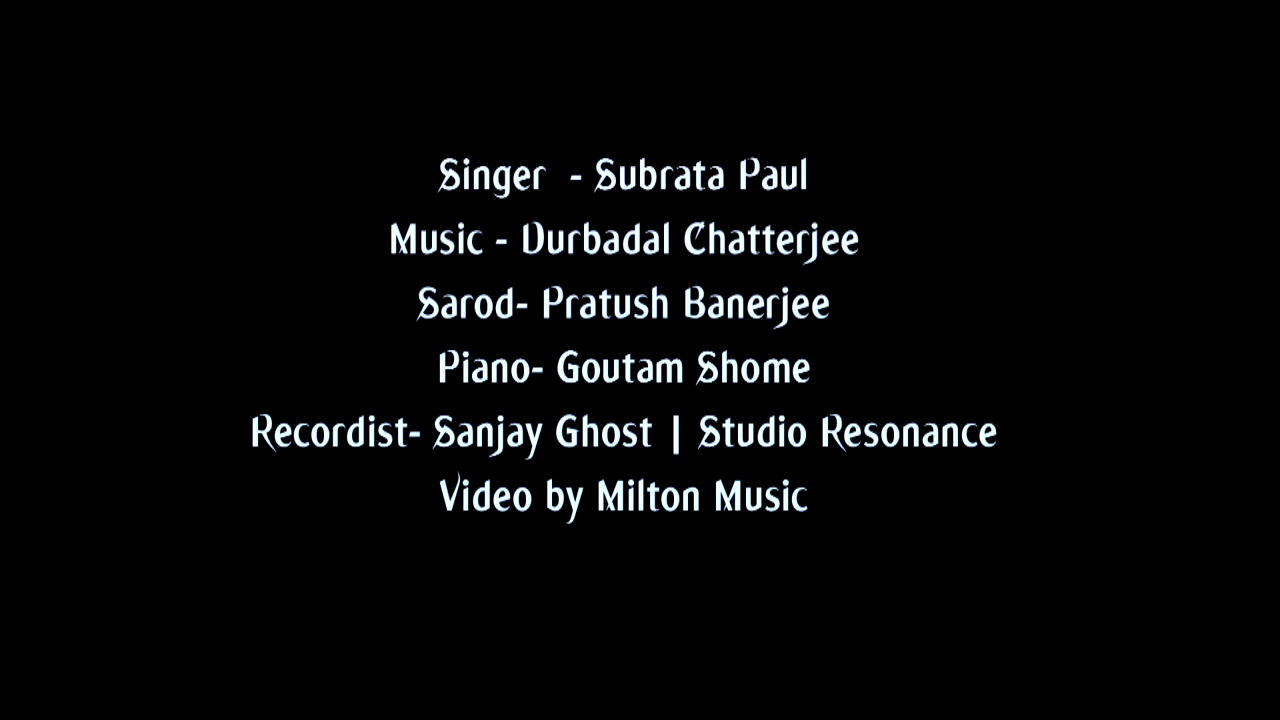 Singer - Subrata Paul
Music - Durbadal Chatterjee
Sarod- Pratush Banerjee
Piano- Goutam Shome
Recordist- Sanjay Ghost | Studio Resonance
Video by Milton Music